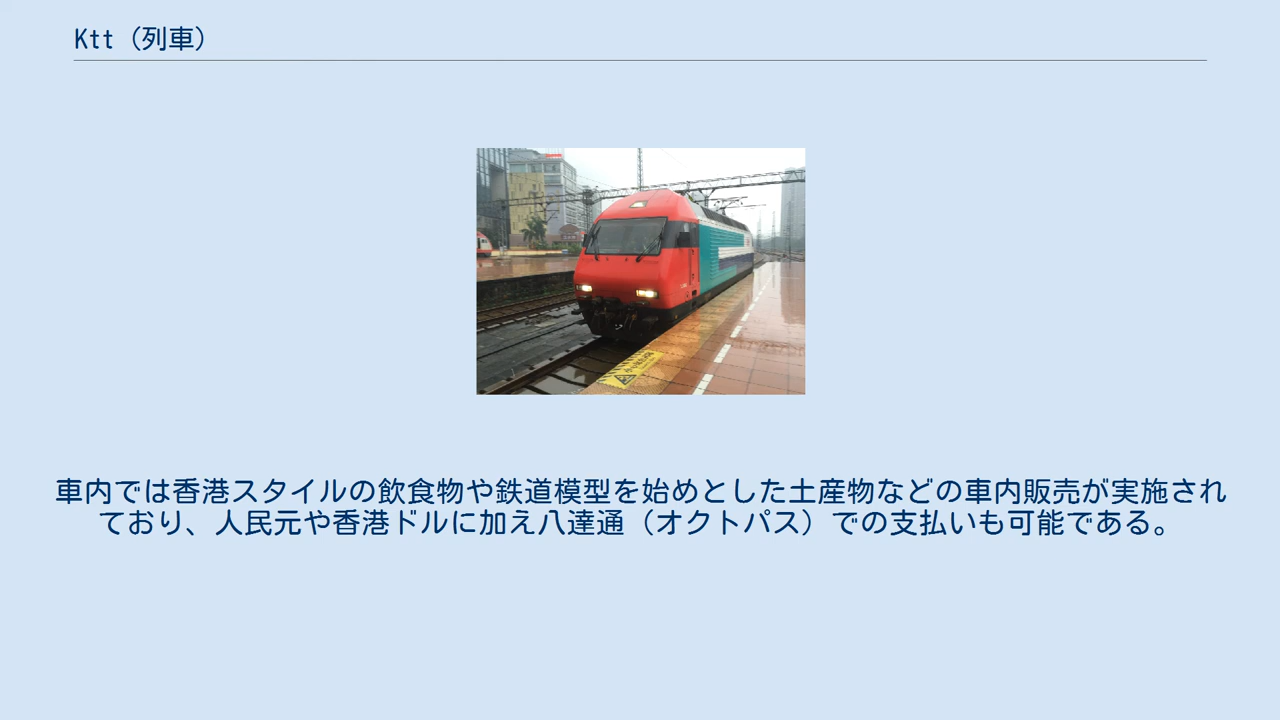 Ktt（列車）
車内では香港スタイルの飲食物や鉄道模型を始めとした土産物などの車内販売が実施され
ており、人民元や香港ドルに加え八達通（オクトパス）での支払いも可能である。